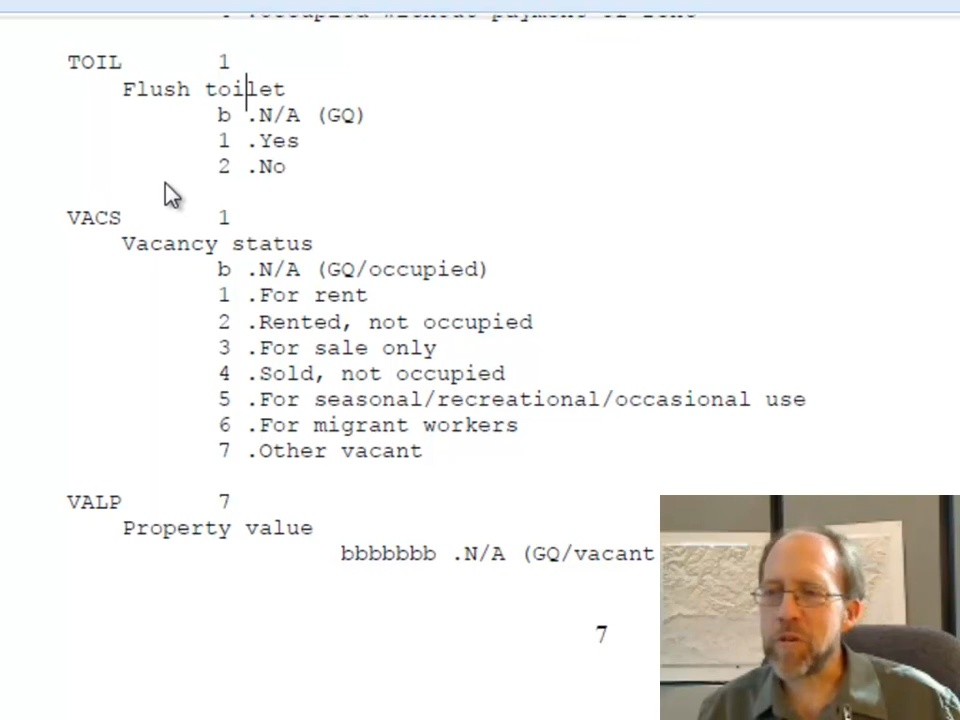 TOIL 1
Flush toilet
b .N/A (GQ)
1 .Yes
2 .No
VACS 1
Vacancy status
b .N/A (GQ/occupied)
1 .For rent
2 .Rented, not occupied
3 .For sale only
4 .Sold, not occupied
5 .For seasonal/recreational/occasional use
6 .For migrant workers
7 .Other vacant
VALP 7
Property value
bbbbbbb .N/A (GQ/vacant
7